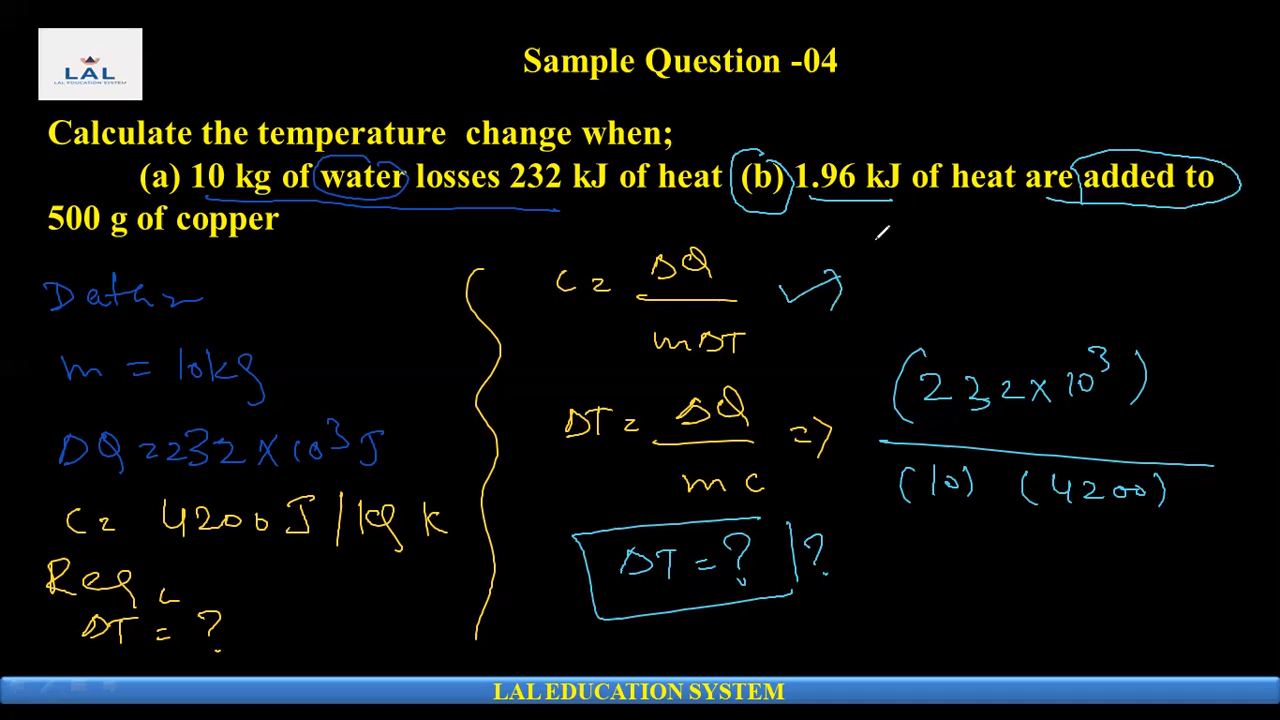 LAL
LAL EDUCATION SYSTEM
Sample Question -04
Calculate the temperature change when;
(a) 10 kg of water losses 232 kJ of heat (b) 1.96 kJ of heat are added to
500 g of copper
Data
m = 10kg
ΔQ = 232 × 10³ J
C = 4200 J / kg k
Req
ΔT = ?
C = ΔQ / mΔT
ΔT = ΔQ / mc => (232 × 10³) / (10) (4200)
ΔT = ? ?
LAL EDUCATION SYSTEM